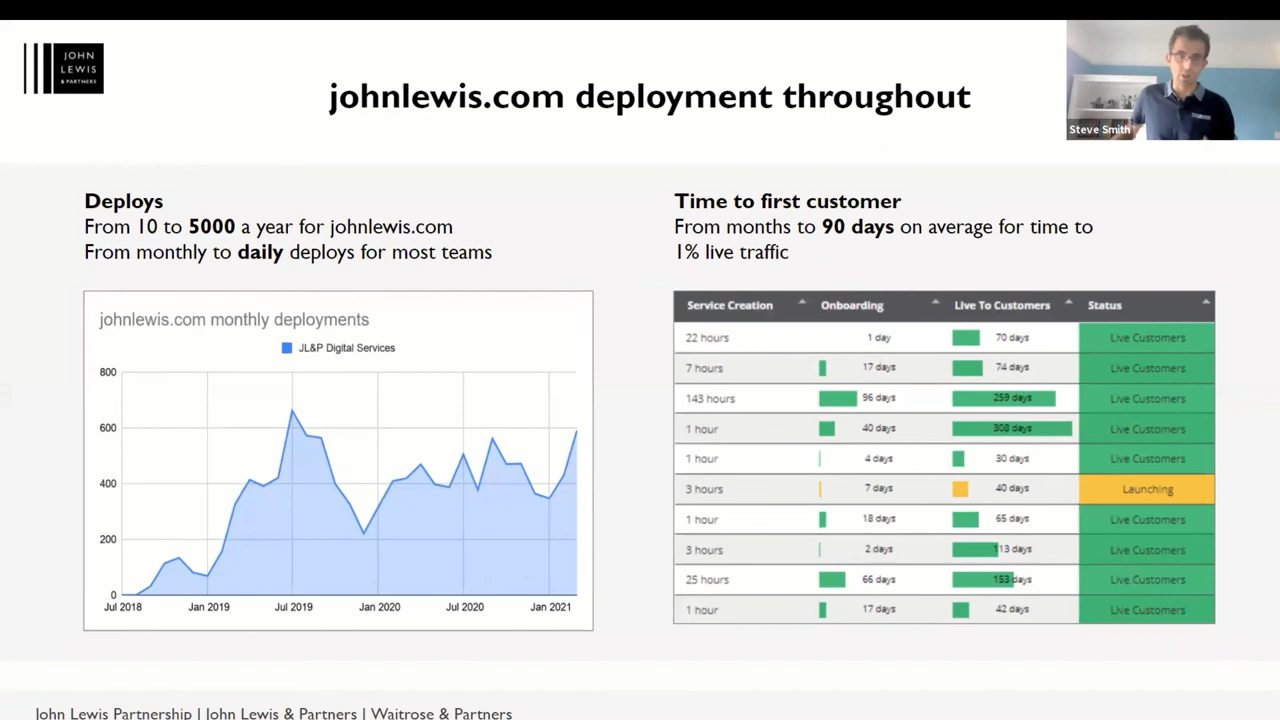 JOHN
LEWIS
& PARTNERS
johnlewis.com deployment throughout
Steve Smith
Deploys
From 10 to 5000 a year for johnlewis.com
From monthly to daily deploys for most teams
johnlewis.com monthly deployments
JL&P Digital Services
800
600
400
200
0
Jul 2018 Jan 2019 Jul 2019 Jan 2020 Jul 2020 Jan 2021
Time to first customer
From months to 90 days on average for time to
1% live traffic
Service Creation Onboarding Live To Customers Status
22 hours 1 day 70 days Live Customers
7 hours 17 days 74 days Live Customers
143 hours 96 days 259 days Live Customers
1 hour 40 days 308 days Live Customers
1 hour 4 days 30 days Live Customers
3 hours 7 days 40 days Launching
1 hour 18 days 65 days Live Customers
3 hours 2 days 113 days Live Customers
25 hours 66 days 153 days Live Customers
1 hour 17 days 42 days Live Customers
John Lewis Partnership | John Lewis & Partners | Waitrose & Partners